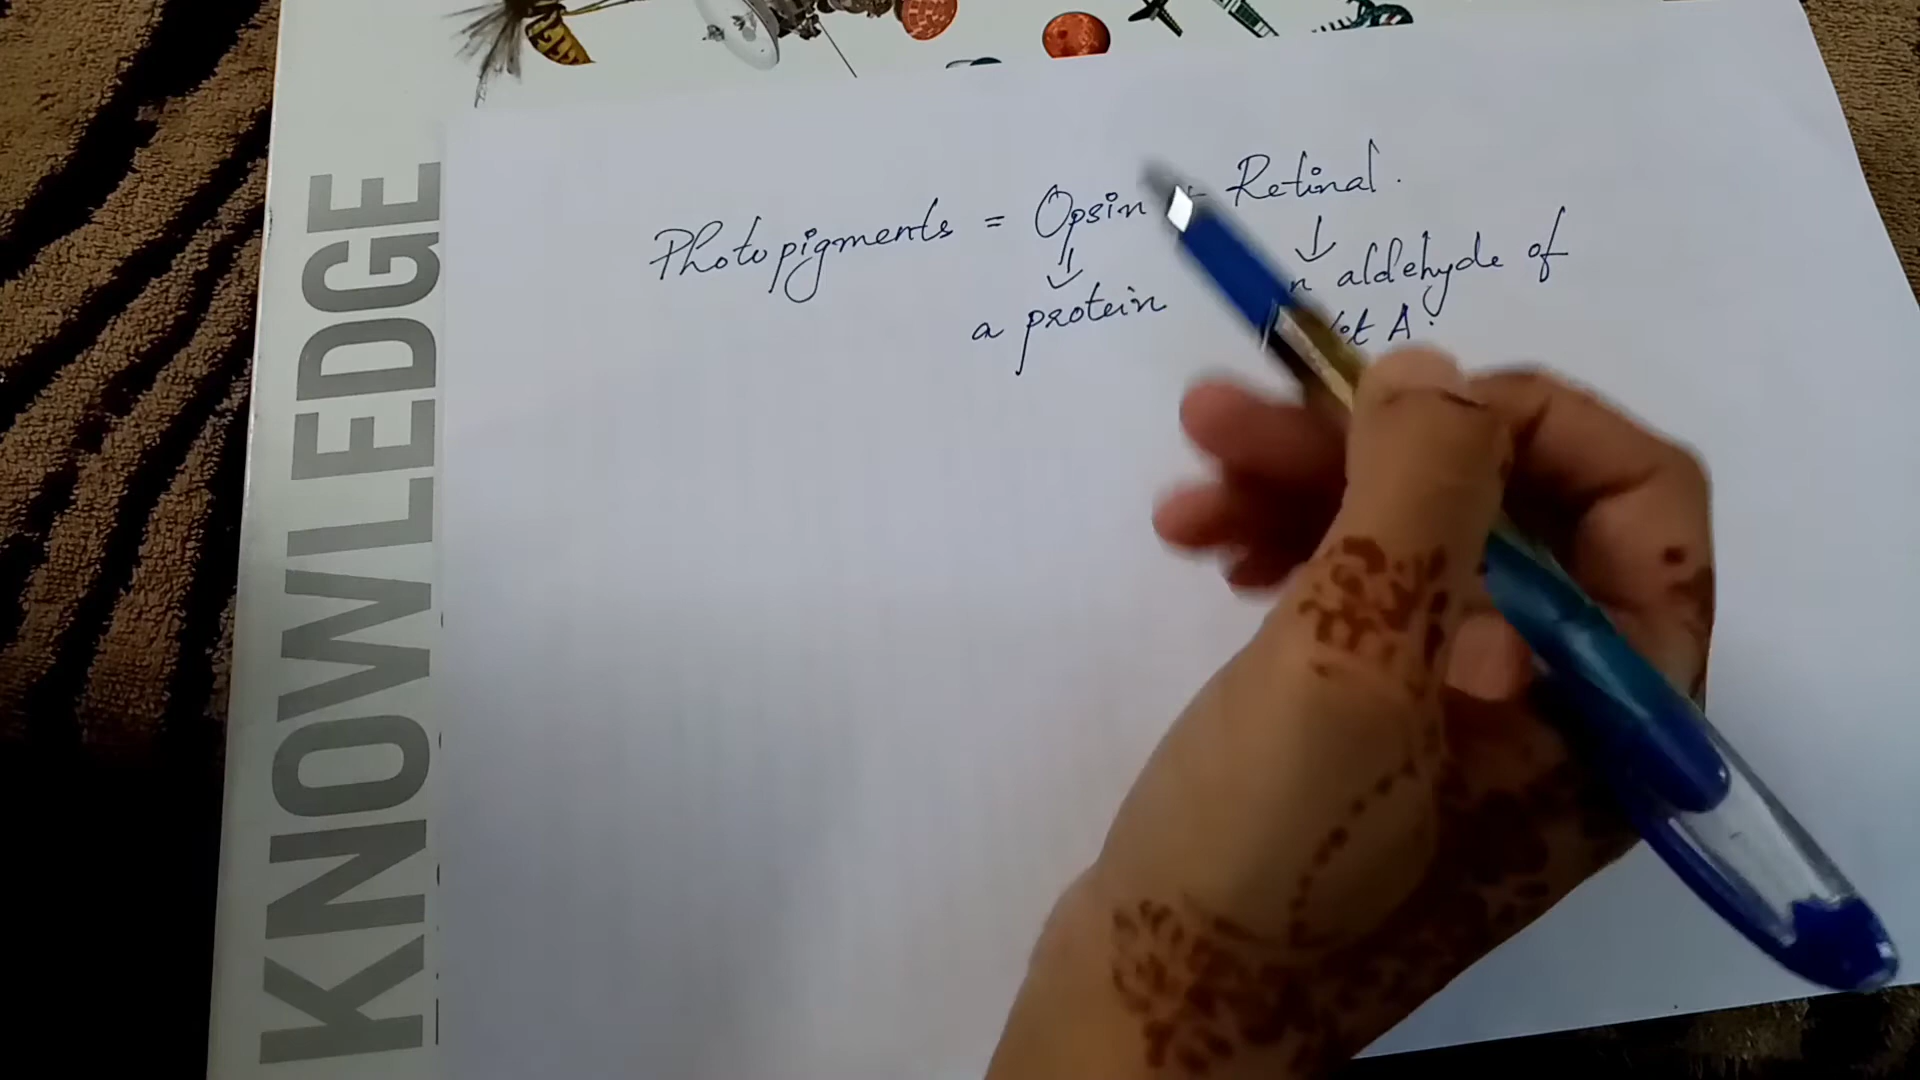 Photopigments = Opsin + Retinal.
a protein
aldehyde of
A.
KNOWLEDGE